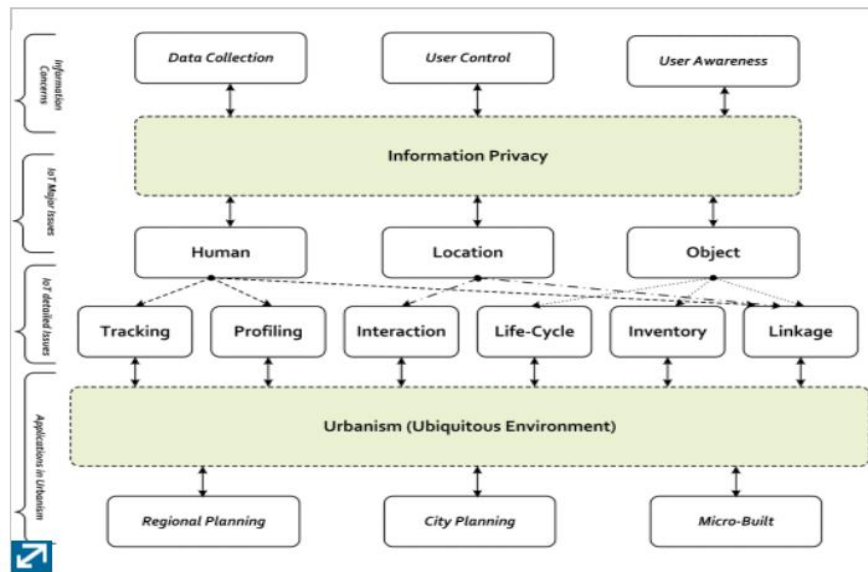 Information
Concerns
Data Collection
User Control
User Awareness
Information Privacy
IoT Major Issues
Human
Location
Object
IoT detailed Issues
Tracking
Profiling
Interaction
Life-Cycle
Inventory
Linkage
Applications in Urbanism
Urbanism (Ubiquitous Environment)
Regional Planning
City Planning
Micro-Built